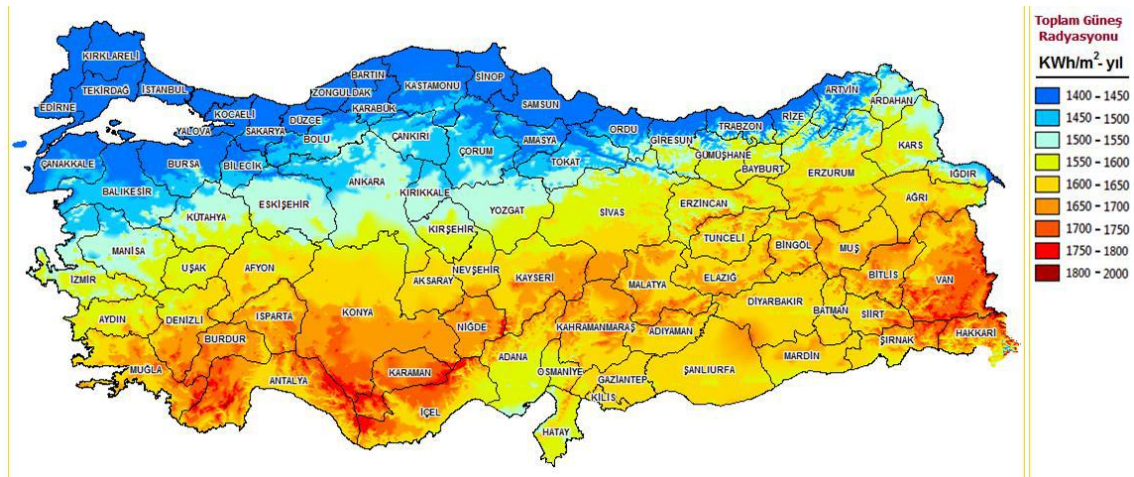 Toplam Güneş
Radyasyonu
KWh/m²- yıl
1400 - 1450
1450 - 1500
1500 - 1550
1550 - 1600
1600 - 1650
1650 - 1700
1700 - 1750
1750 - 1800
1800 - 2000
KIRKLARELİ
TEKİRDAĞ
İSTANBUL
EDİRNE
KOCAELİ
YALOVA
SAKARYA
DÜZCE
ZONGULDAK
BARTIN
KARABÜK
KASTAMONU
SİNOP
SAMSUN
BOLU
ÇANKIRI
ÇORUM
AMASYA
TOKAT
ORDU
GİRESUN
TRABZON
RİZE
ARTVİN
ARDAHAN
KARS
IĞDIR
GÜMÜŞHANE
BAYBURT
ERZURUM
AĞRI
ÇANAKKALE
BURSA
BİLECİK
BALIKESİR
KÜTAHYA
ESKİŞEHİR
ANKARA
KIRIKKALE
KIRŞEHİR
YOZGAT
SİVAS
ERZİNCAN
TUNCELİ
BİNGÖL
MUŞ
BİTLİS
VAN
MANİSA
İZMİR
UŞAK
AFYON
AKSARAY
NEVŞEHİR
KAYSERİ
MALATYA
ELAZIĞ
DİYARBAKIR
BATMAN
SİİRT
HAKKARİ
ŞIRNAK
AYDIN
DENİZLİ
ISPARTA
BURDUR
KONYA
NİĞDE
KAHRAMANMARAŞ
ADIYAMAN
MARDİN
MUĞLA
ANTALYA
KARAMAN
İÇEL
ADANA
OSMANİYE
GAZİANTEP
KİLİS
ŞANLIURFA
HATAY